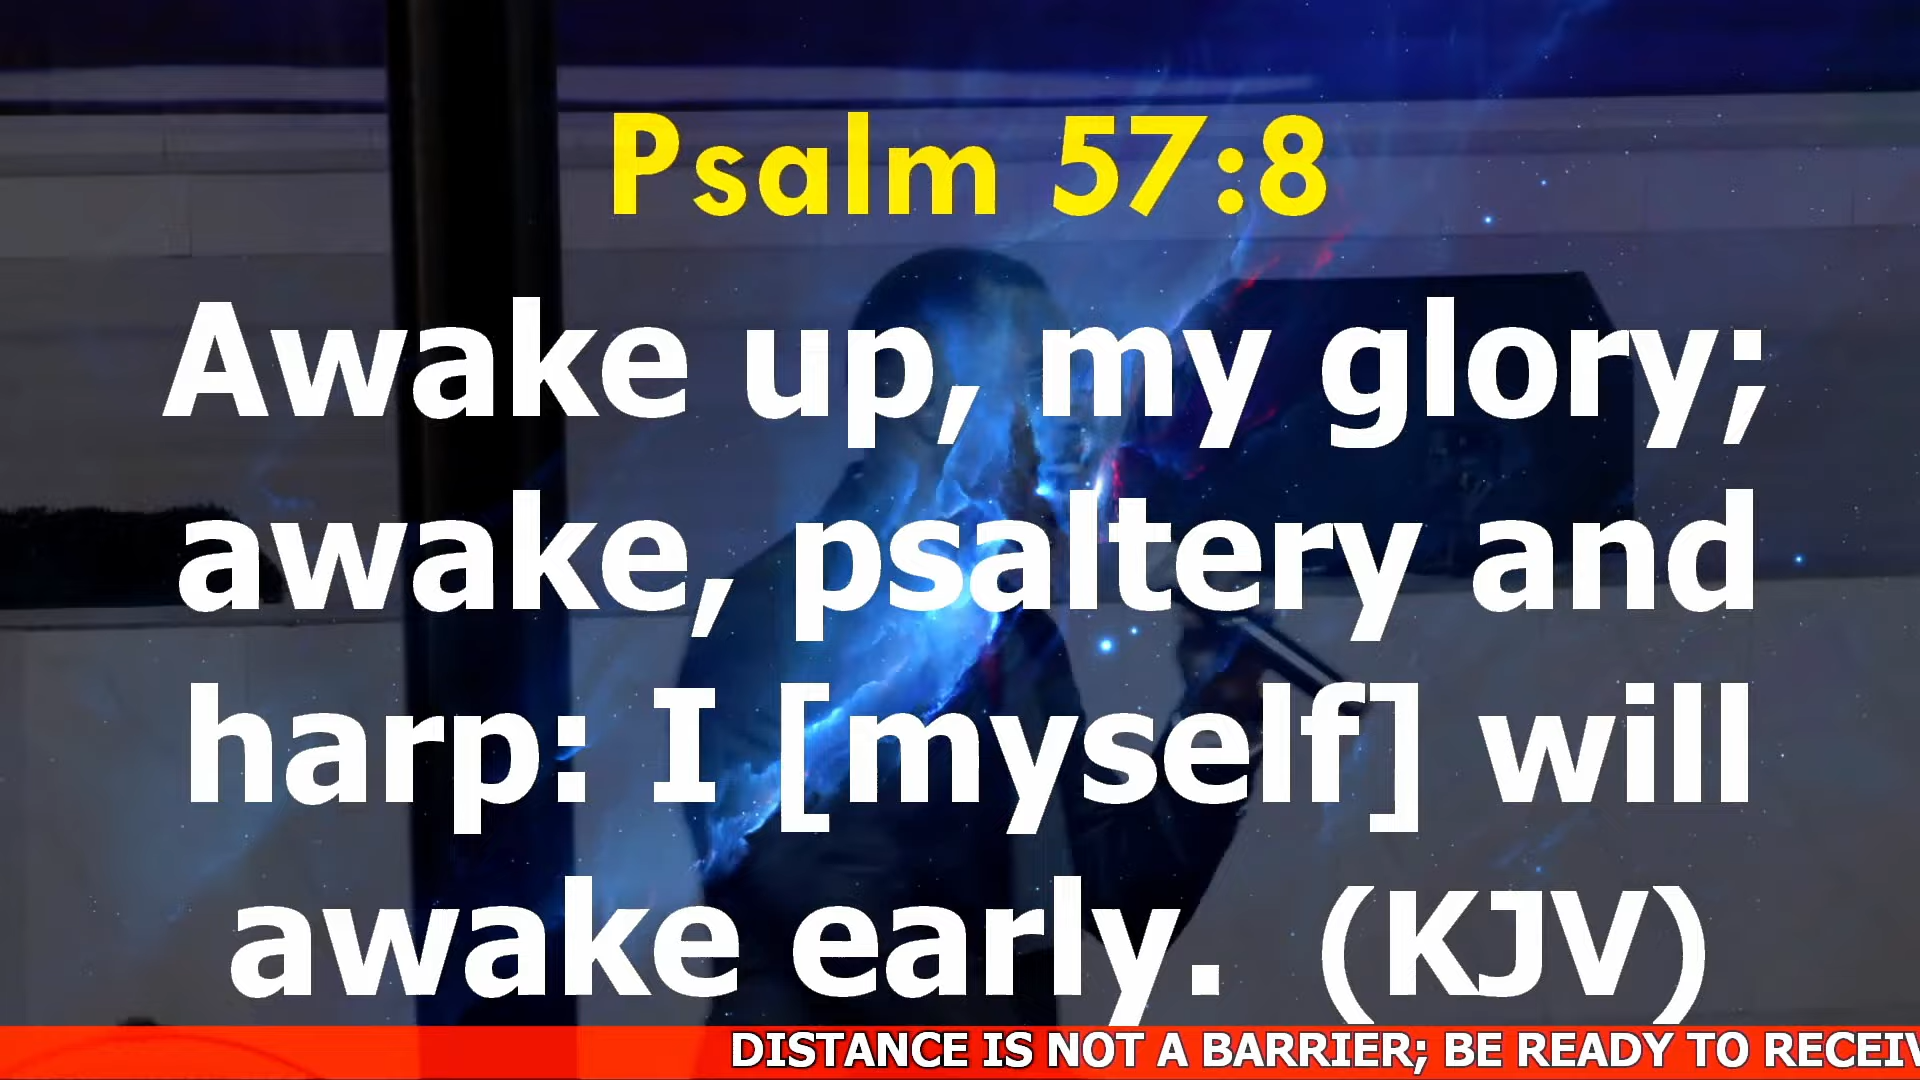 Psalm 57:8
Awake up, my glory;
awake, psaltery and
harp: I [myself] will
awake early. (KJV)
DISTANCE IS NOT A BARRIER; BE READY TO RECEIV